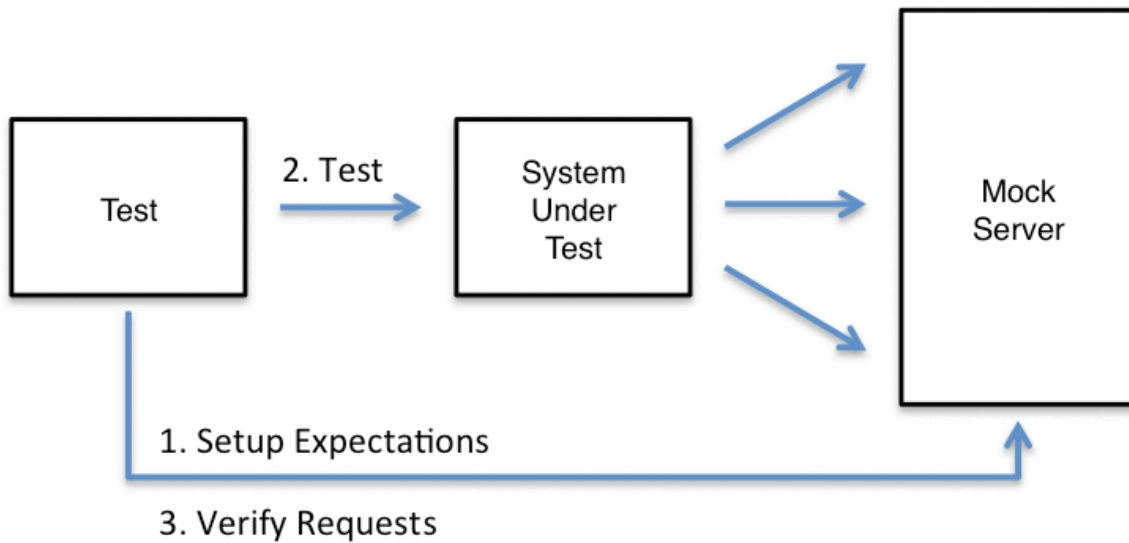 2. Test
Test
System
Under
Test
Mock
Server
1. Setup Expectations
3. Verify Requests